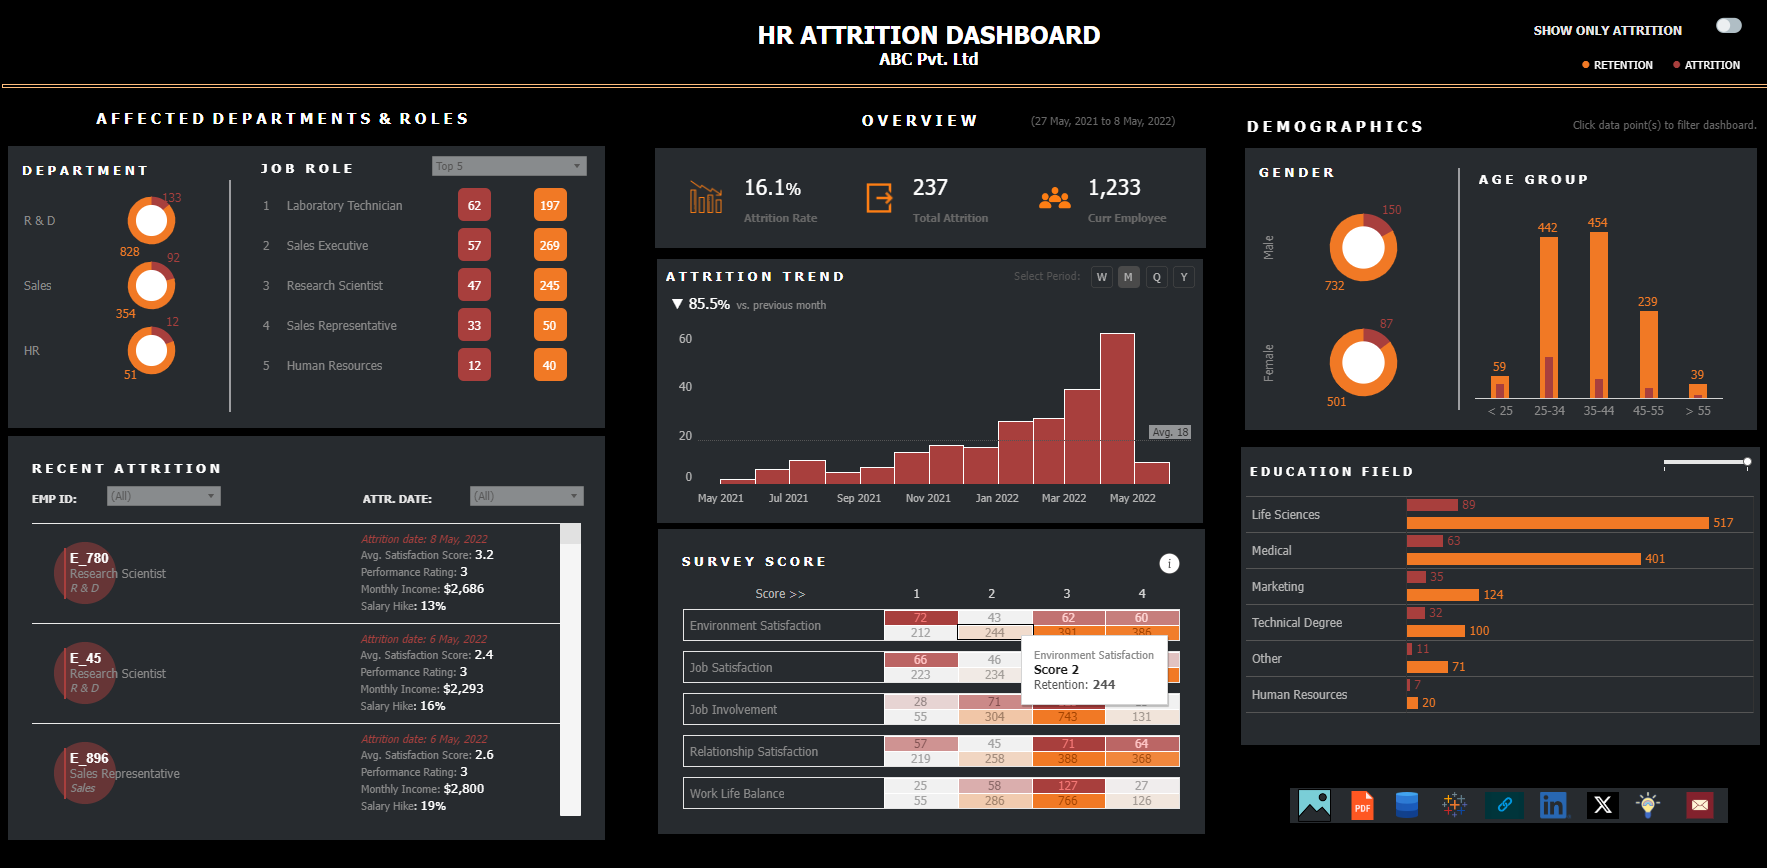 HR ATTRITION DASHBOARD
ABC Pvt. Ltd
SHOW ONLY ATTRITION
RETENTION ATTRITION
AFFECTED DEPARTMENTS & ROLES
DEPARTMENT
R & D
133
828
Sales
92
354
HR
12
51
JOB ROLE
Top 5
1 Laboratory Technician 62 197
2 Sales Executive 57 269
3 Research Scientist 47 245
4 Sales Representative 33 50
5 Human Resources 12 40
RECENT ATTRITION
EMP ID: (All) ATTR. DATE: (All)
E_780
Research Scientist
R & D
Attrition date: 8 May, 2022
Avg. Satisfaction Score: 3.2
Performance Rating: 3
Monthly Income: $2,686
Salary Hike: 13%
E_45
Research Scientist
R & D
Attrition date: 6 May, 2022
Avg. Satisfaction Score: 2.4
Performance Rating: 3
Monthly Income: $2,293
Salary Hike: 16%
E_896
Sales Representative
Sales
Attrition date: 6 May, 2022
Avg. Satisfaction Score: 2.6
Performance Rating: 3
Monthly Income: $2,800
Salary Hike: 19%
OVERVIEW (27 May, 2021 to 8 May, 2022)
16.1%
Attrition Rate
237
Total Attrition
1,233
Curr Employee
ATTRITION TREND
Select Period: W M Q Y
▼ 85.5% vs. previous month
60
40
20
0
Avg. 18
May 2021 Jul 2021 Sep 2021 Nov 2021 Jan 2022 Mar 2022 May 2022
SURVEY SCORE
i
Score >> 1 2 3 4
Environment Satisfaction
72 43 62 60
212 244 391 386
Job Satisfaction
66 46
223 234
Job Involvement
28 71
55 304 743 131
Relationship Satisfaction
57 45 71 64
219 258 388 368
Work Life Balance
25 58 127 27
55 286 766 126
Environment Satisfaction
Score 2
Retention: 244
DEMOGRAPHICS
Click data point(s) to filter dashboard.
GENDER
Male
150
732
Female
87
501
AGE GROUP
59 442 454 239 39
< 25 25-34 35-44 45-55 > 55
EDUCATION FIELD
Life Sciences
89
517
Medical
63
401
Marketing
35
124
Technical Degree
32
100
Other
11
71
Human Resources
7
20
PDF
in
X